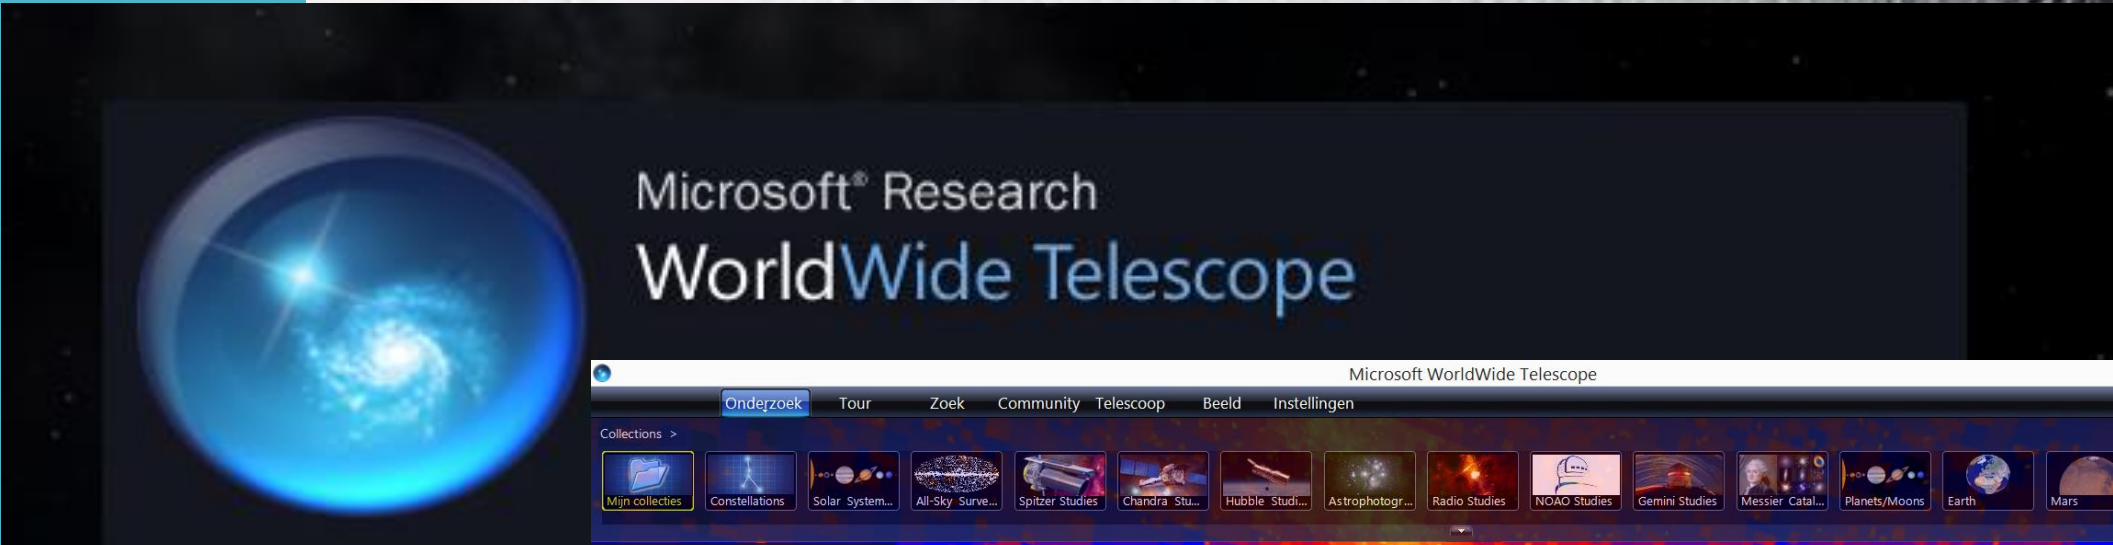 Microsoft® Research
WorldWide Telescope
Microsoft WorldWide Telescope
Onderzoek Tour Zoek Community Telescoop Beeld Instellingen
Collections >
Mijn collecties Constellations Solar System... All-Sky Surve... Spitzer Studies Chandra Stu... Hubble Studi... Astrophotogr... Radio Studies NOAO Studies Gemini Studies Messier Catal... Planets/Moons Earth Mars